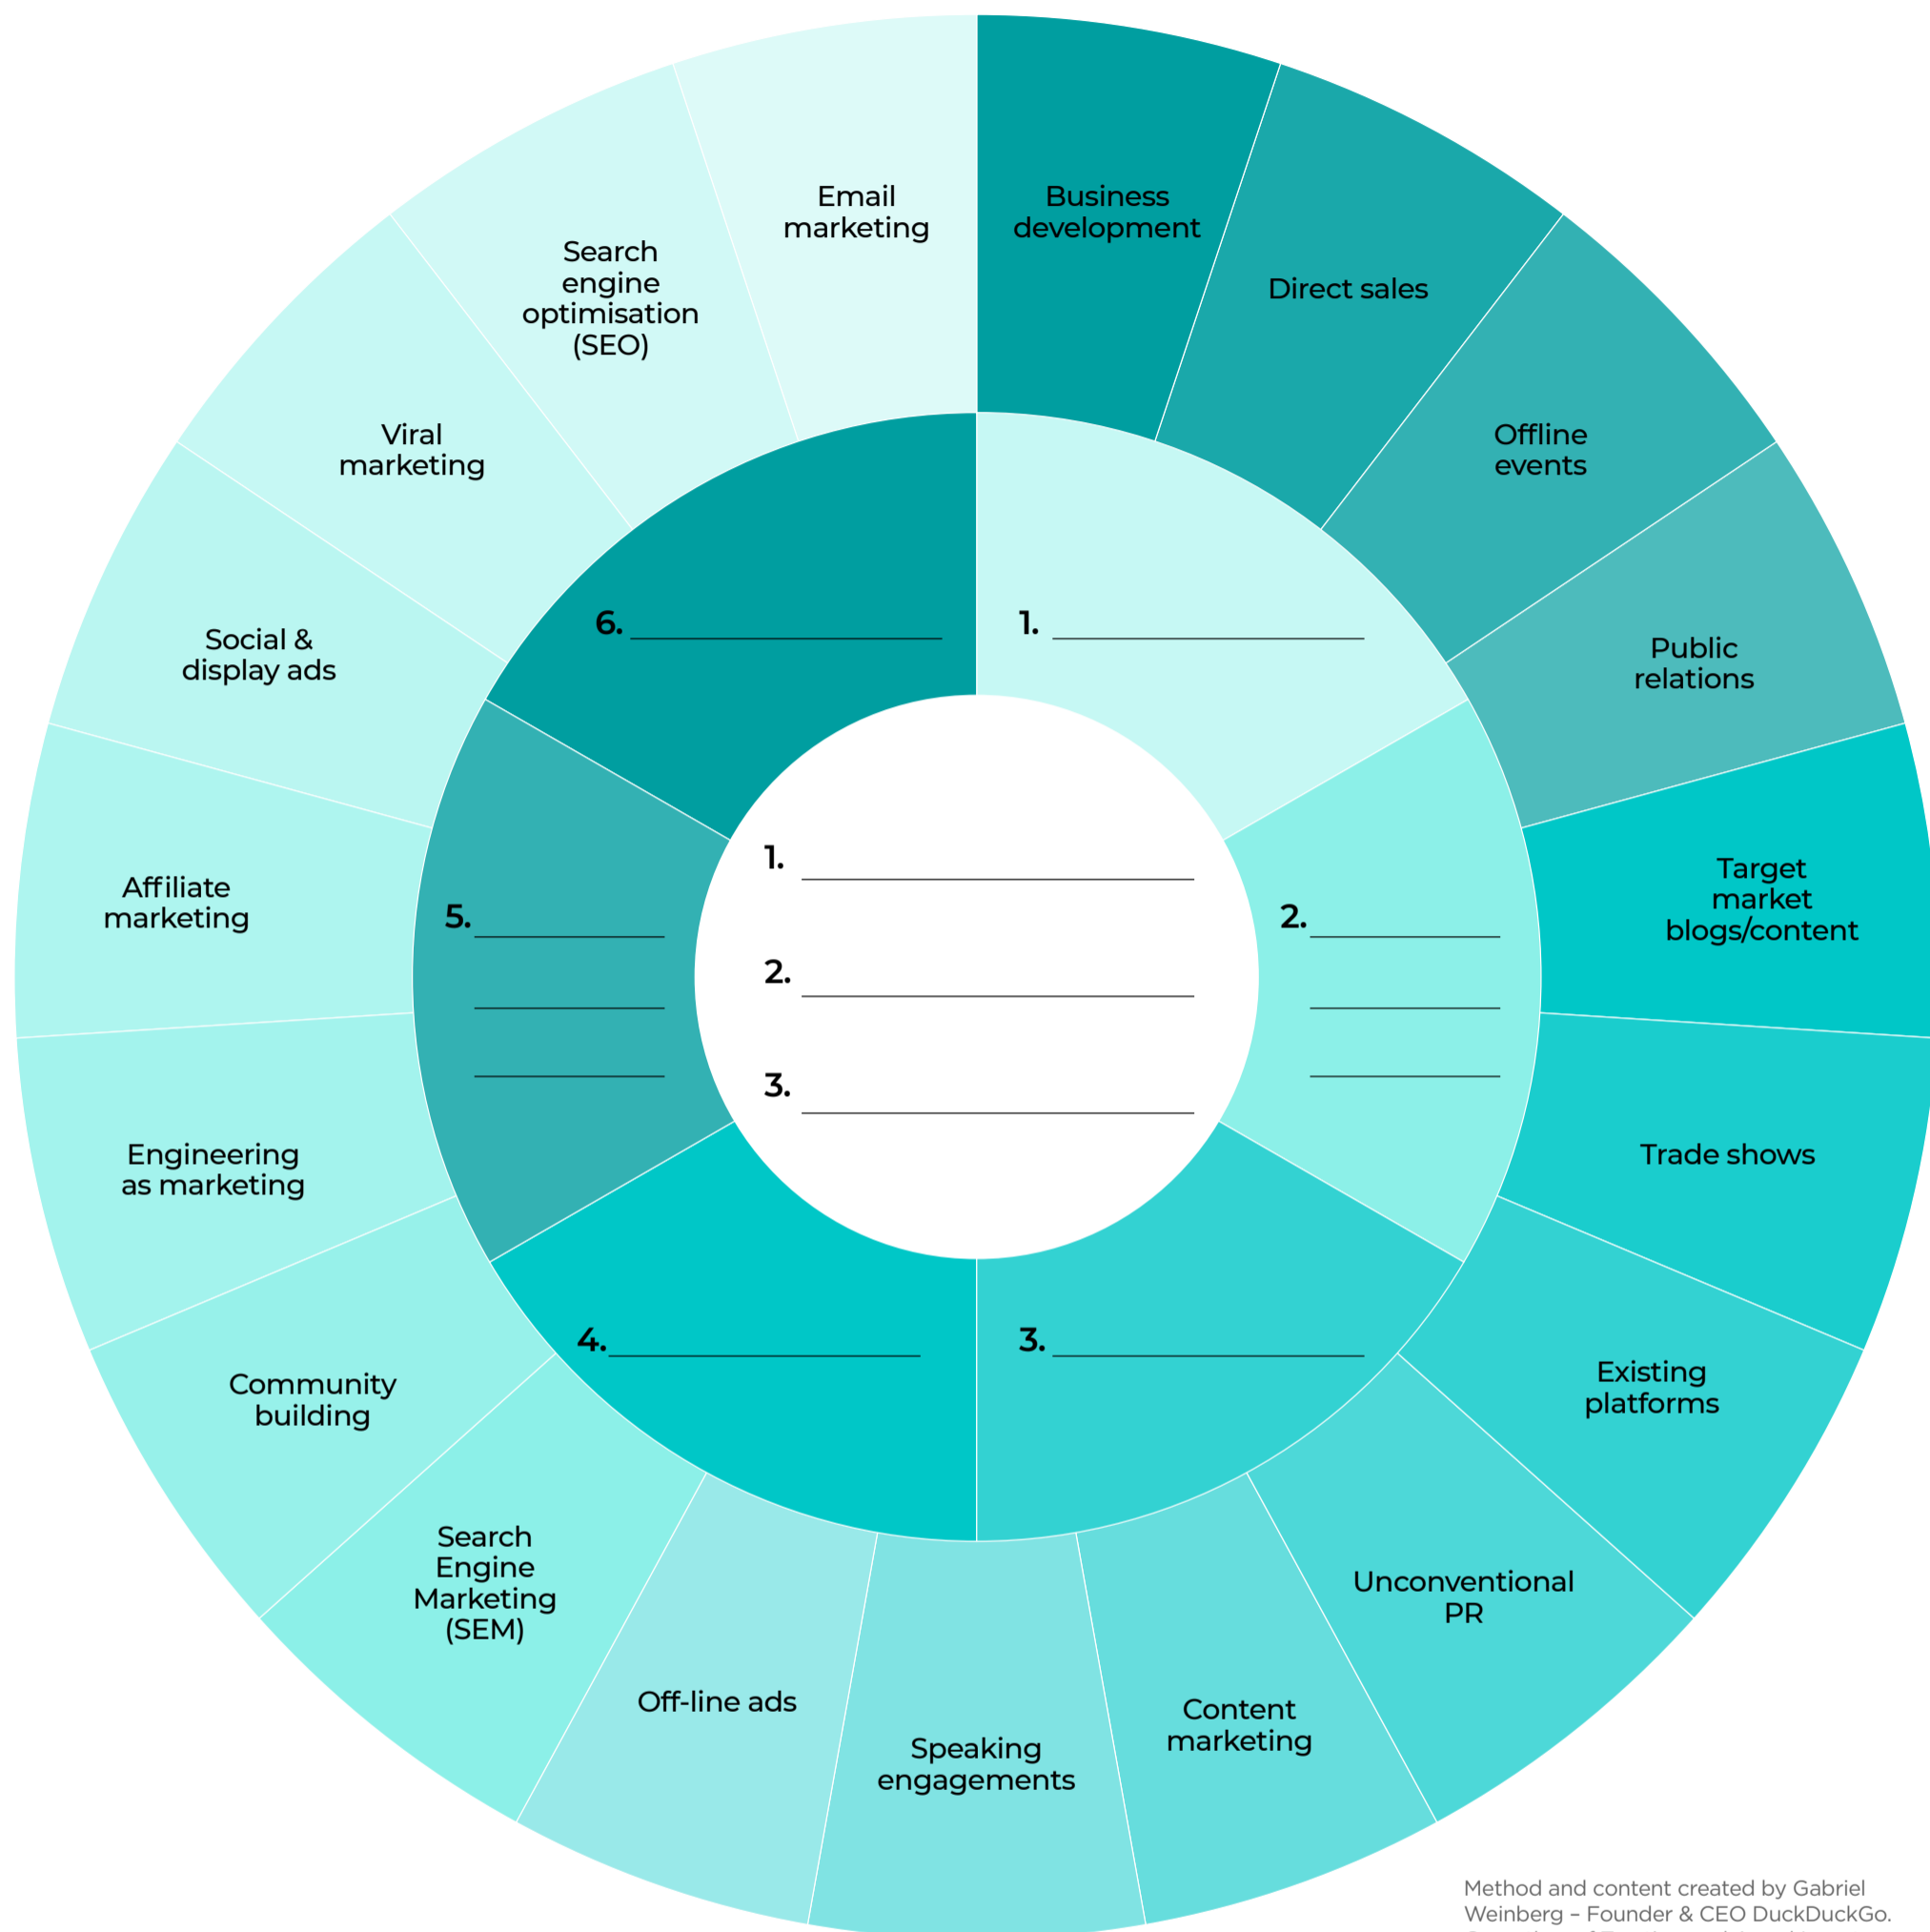 Email
marketing
Business
development
Direct sales
Offline
events
Public
relations
Target
market
blogs/content
Trade shows
Existing
platforms
Unconventional
PR
Content
marketing
Speaking
engagements
Off-line ads
Search
Engine
Marketing
(SEM)
Community
building
Engineering
as marketing
Affiliate
marketing
Social &
display ads
Viral
marketing
Search
engine
optimisation
(SEO)
1.
2.
3.
4.
5.
6.
1.
2.
3.
Method and content created by Gabriel
Weinberg – Founder & CEO DuckDuckGo.